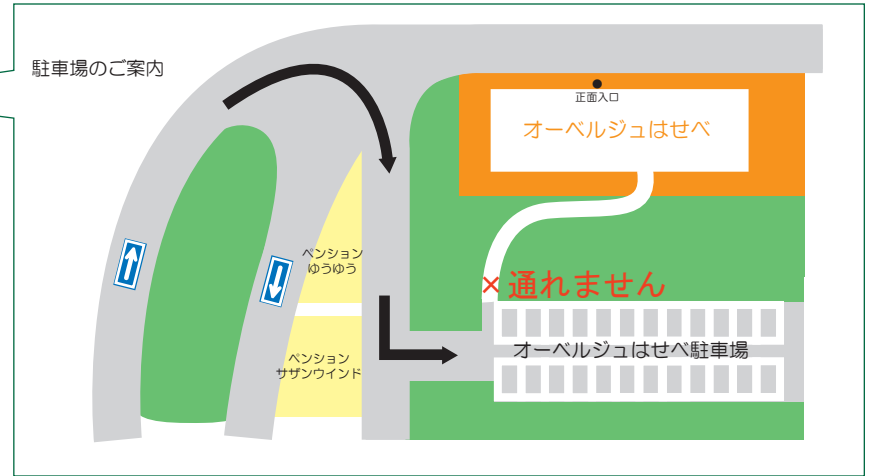 駐車場のご案内
正面入口
オーベルジュはせべ
ペンション
ゆうゆう
×通れません
オーベルジュはせべ駐車場
ペンション
サザンウインド